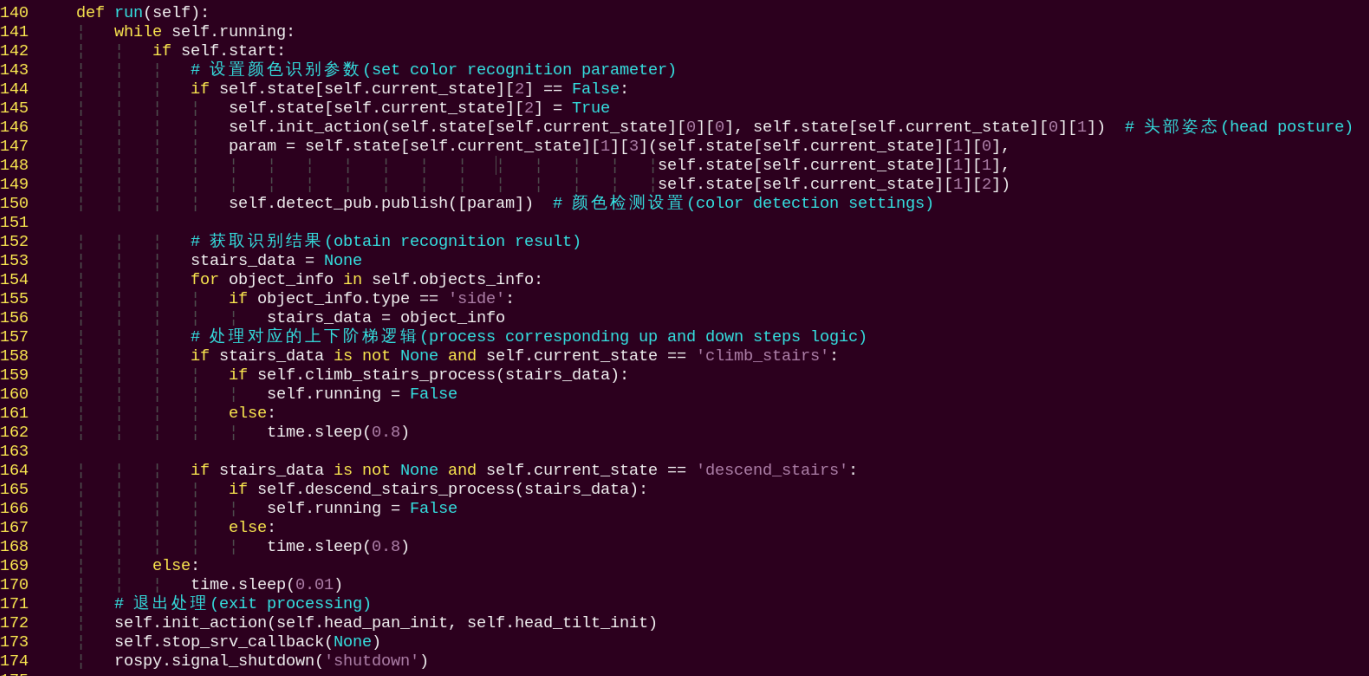 140     def run(self):
141         while self.running:
142             if self.start:
143                 # 设置颜色识别参数(set color recognition parameter)
144                 if self.state[self.current_state][2] == False:
145                     self.state[self.current_state][2] = True
146                     self.init_action(self.state[self.current_state][0][0], self.state[self.current_state][0][1])  # 头部姿态(head posture)
147                     param = self.state[self.current_state][1][3](self.state[self.current_state][1][0],
148                                                                  self.state[self.current_state][1][1],
149                                                                  self.state[self.current_state][1][2])
150                     self.detect_pub.publish([param])  # 颜色检测设置(color detection settings)
151
152                 # 获取识别结果(obtain recognition result)
153                 stairs_data = None
154                 for object_info in self.objects_info:
155                     if object_info.type == 'side':
156                         stairs_data = object_info
157                 # 处理对应的上下阶梯逻辑(process corresponding up and down steps logic)
158                 if stairs_data is not None and self.current_state == 'climb_stairs':
159                     if self.climb_stairs_process(stairs_data):
160                         self.running = False
161                     else:
162                         time.sleep(0.8)
163
164                 if stairs_data is not None and self.current_state == 'descend_stairs':
165                     if self.descend_stairs_process(stairs_data):
166                         self.running = False
167                     else:
168                         time.sleep(0.8)
169             else:
170                 time.sleep(0.01)
171         # 退出处理(exit processing)
172         self.init_action(self.head_pan_init, self.head_tilt_init)
173         self.stop_srv_callback(None)
174         rospy.signal_shutdown('shutdown')